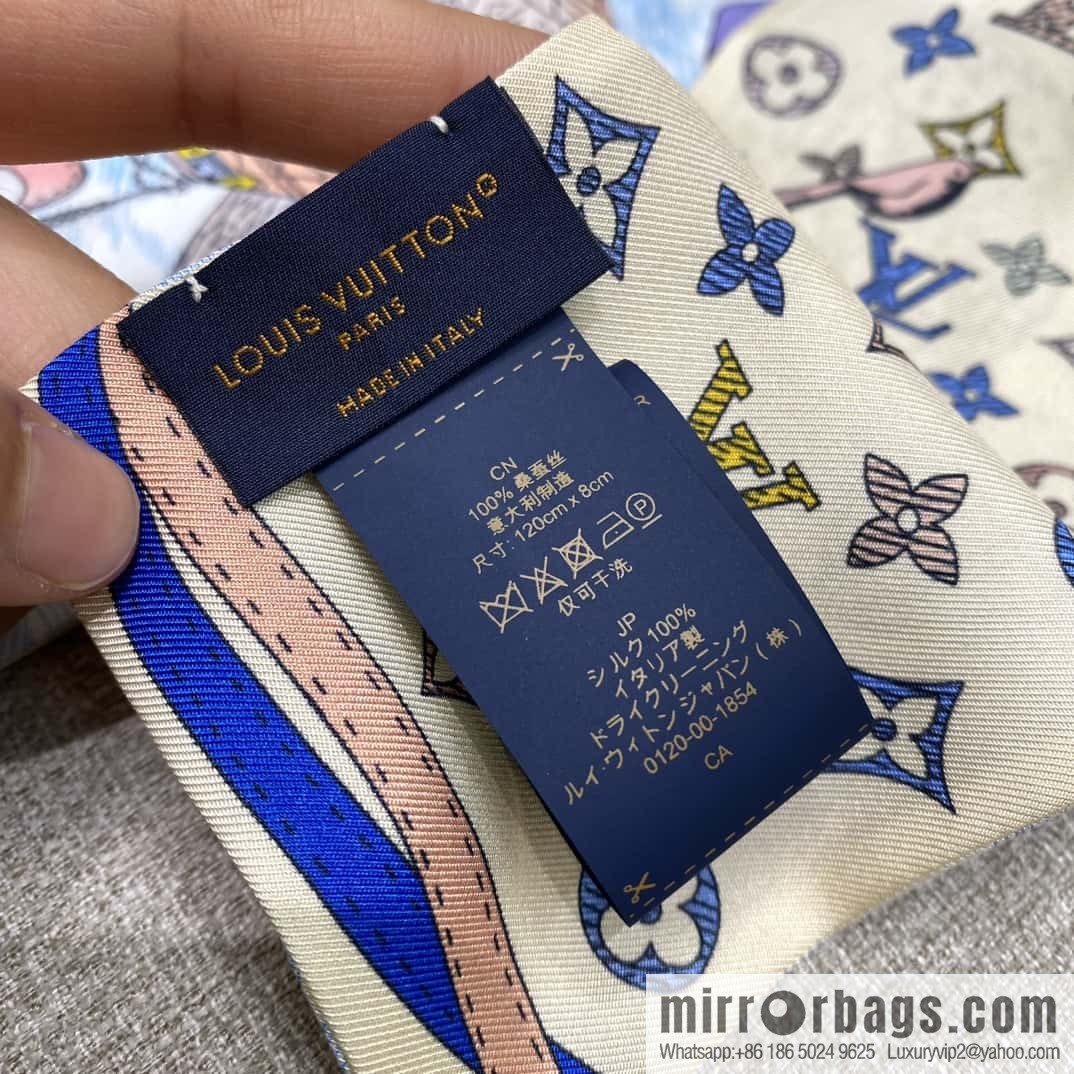 LOUIS VUITTON
PARIS
MADE IN ITALY
CN
100% 桑蚕丝
意大利制造
尺寸: 120cm x 8cm
P
仅可干洗
JP
シルク100%
イタリア製
ドライクリーニング
ルイ・ヴィトンジャパン(株)
0120-00-1854
CA
R
LV
LV
mirrorbags.com
Whatsapp:+86 186 5024 9625 Luxuryvip2@yahoo.com